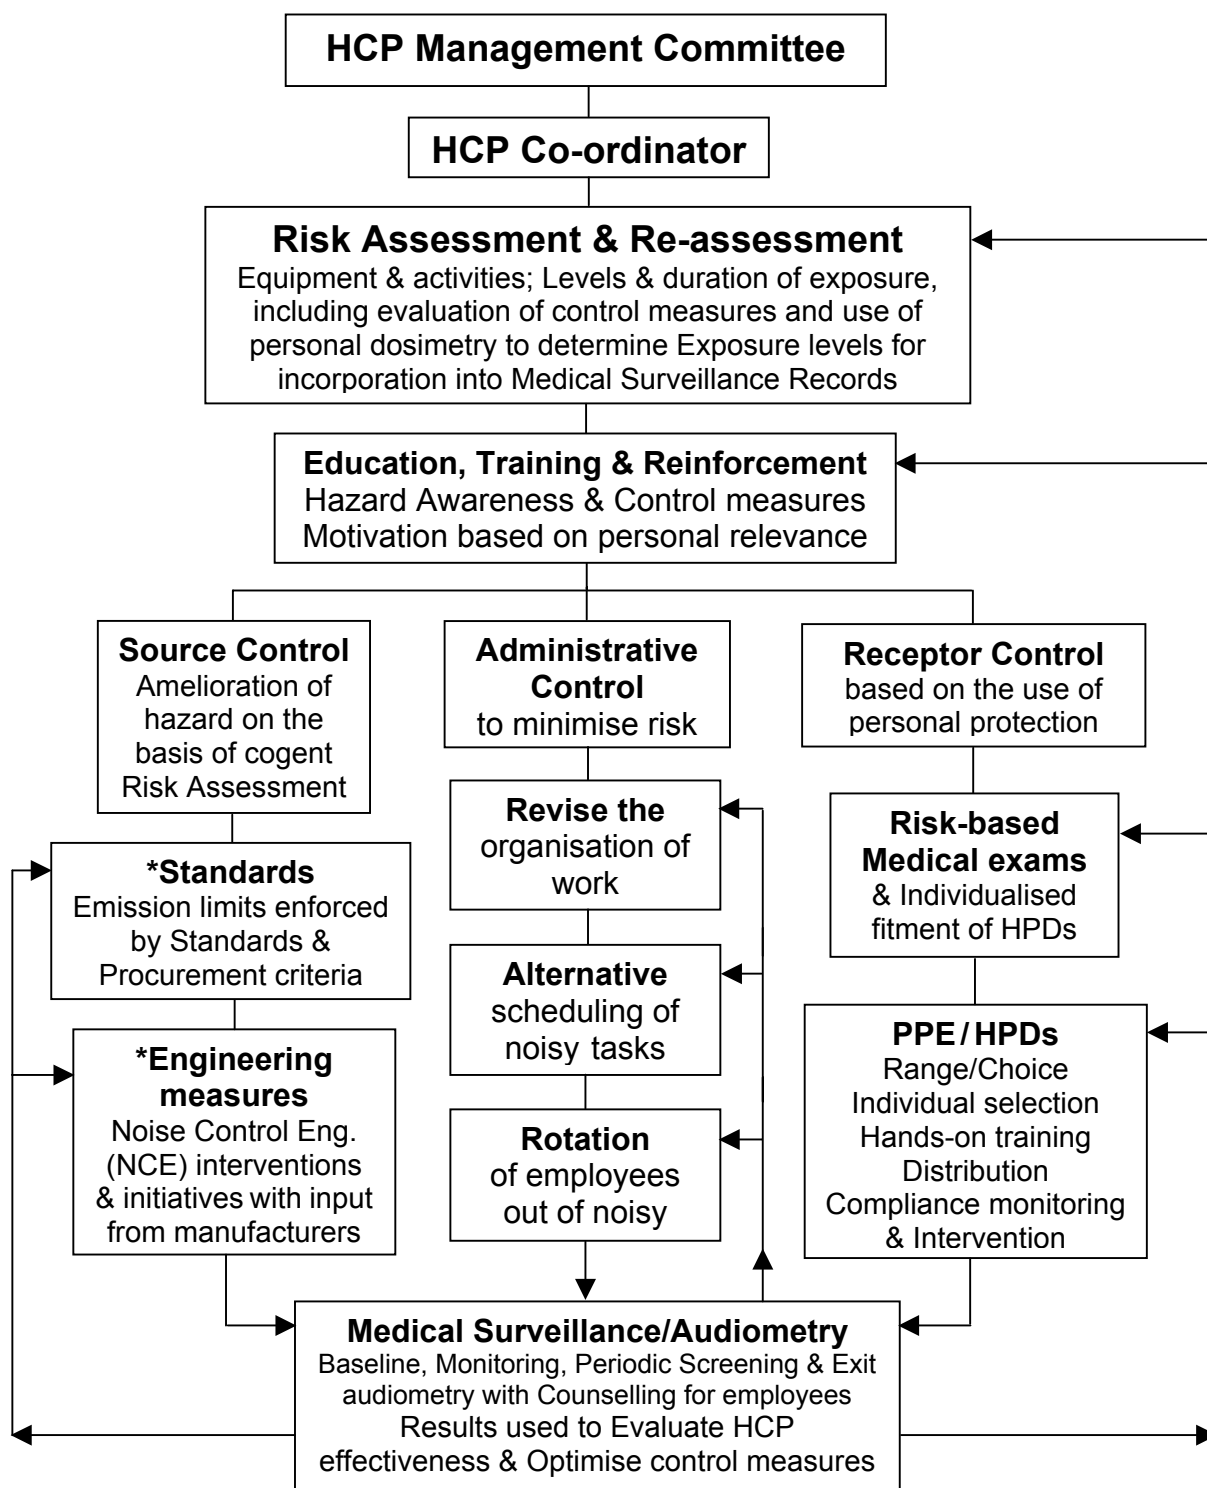 HCP Management Committee
HCP Co-ordinator
Risk Assessment & Re-assessment
Equipment & activities; Levels & duration of exposure,
including evaluation of control measures and use of
personal dosimetry to determine Exposure levels for
incorporation into Medical Surveillance Records
Education, Training & Reinforcement
Hazard Awareness & Control measures
Motivation based on personal relevance
Source Control
Amelioration of
hazard on the
basis of cogent
Risk Assessment
*Standards
Emission limits enforced
by Standards &
Procurement criteria
*Engineering
measures
Noise Control Eng.
(NCE) interventions
& initiatives with input
from manufacturers
Administrative
Control
to minimise risk
Revise the
organisation of
work
Alternative
scheduling of
noisy tasks
Rotation
of employees
out of noisy
Receptor Control
based on the use of
personal protection
Risk-based
Medical exams
& Individualised
fitment of HPDs
PPE / HPDs
Range/Choice
Individual selection
Hands-on training
Distribution
Compliance monitoring
& Intervention
Medical Surveillance/Audiometry
Baseline, Monitoring, Periodic Screening & Exit
audiometry with Counselling for employees
Results used to Evaluate HCP
effectiveness & Optimise control measures